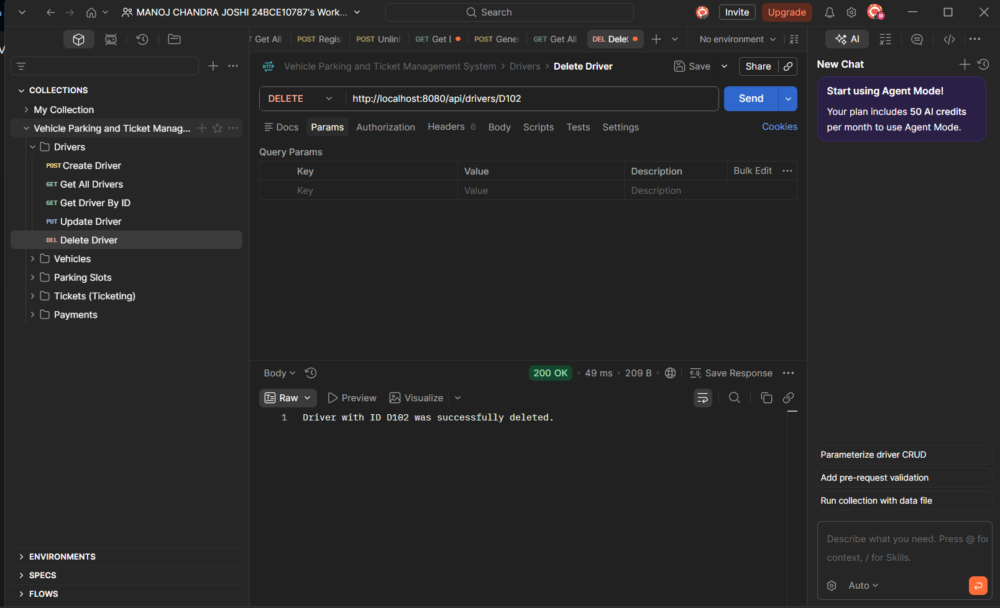 MANOJ CHANDRA JOSHI 24BCE10787's Work...
Search
Invite
Upgrade
Get All
POST Regis
POST Unlin
GET Get
POST Gene
GET Get All
DEL Dele
No environment
AI
Vehicle Parking and Ticket Management System > Drivers > Delete Driver
Save
Share
New Chat
COLLECTIONS
My Collection
Vehicle Parking and Ticket Manag...
Drivers
POST Create Driver
GET Get All Drivers
GET Get Driver By ID
PUT Update Driver
DEL Delete Driver
Vehicles
Parking Slots
Tickets (Ticketing)
Payments
ENVIRONMENTS
SPECS
FLOWS
HTTP
DELETE
http://localhost:8080/api/drivers/D102
Send
Docs
Params
Authorization
Headers 6
Body
Scripts
Tests
Settings
Cookies
Query Params
Key
Value
Description
Bulk Edit
Key
Value
Description
Body
200 OK
49 ms
209 B
e.g.
Save Response
Raw
Preview
Visualize
1 Driver with ID D102 was successfully deleted.
Start using Agent Mode!
Your plan includes 50 AI credits
per month to use Agent Mode.
Parameterize driver CRUD
Add pre-request validation
Run collection with data file
Describe what you need. Press @ for
context, / for Skills.
Auto
M